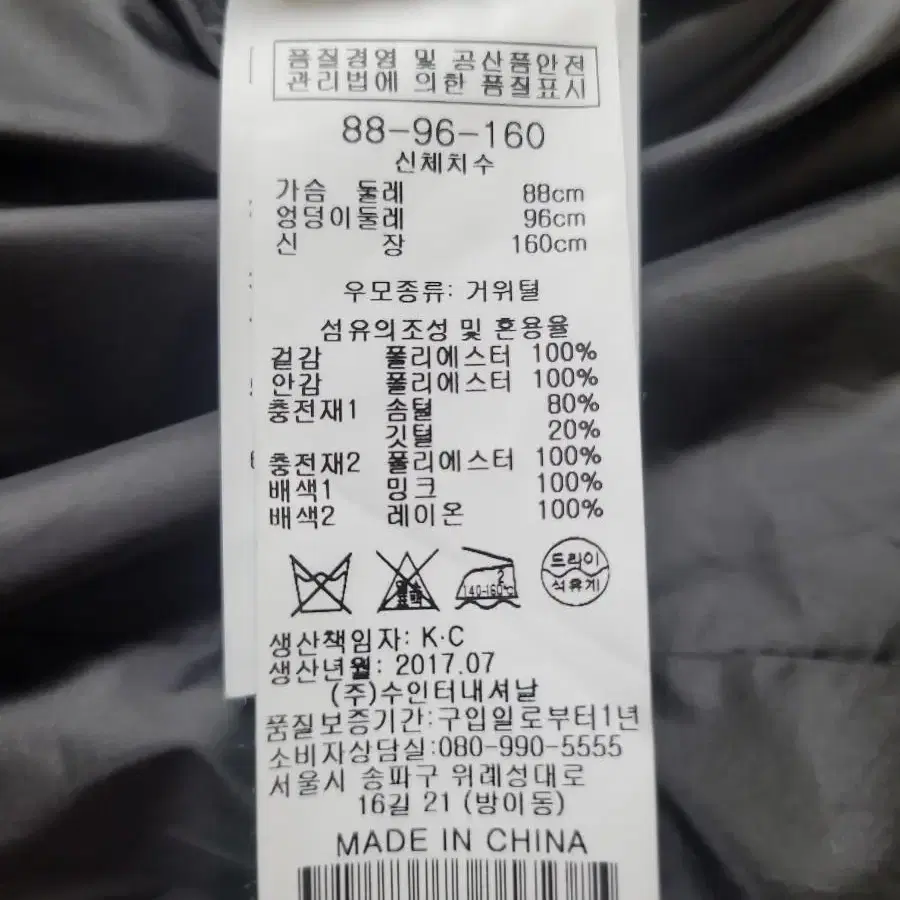 품질경영 및 공산품안전
관리법에 의한 품질표시
88-96-160
신체치수
가슴 둘레 88cm
엉덩이둘레 96cm
신 장 160cm
우모종류: 거위털
섬유의조성 및 혼용율
겉감 폴리에스터 100%
안감 폴리에스터 100%
충전재1 솜털 80%
깃털 20%
충전재2 폴리에스터 100%
배색1 밍크 100%
배색2 레이온 100%
염소
표백
2
140-160℃
드라이
석유계
생산책임자: K·C
생산년월: 2017.07
(주)수인터내셔날
품질보증기간:구입일로부터1년
소비자상담실:080-990-5555
서울시 송파구 위례성대로
16길 21 (방이동)
MADE IN CHINA